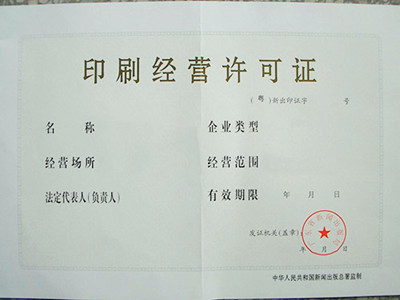 印刷经营许可证
(粤)新出印证字 号
名 称 企业类型
经营场所 经营范围
法定代表人(负责人) 有效期限 年 月 日
发证机关(盖章)
年 月 日
中华人民共和国新闻出版总署监制